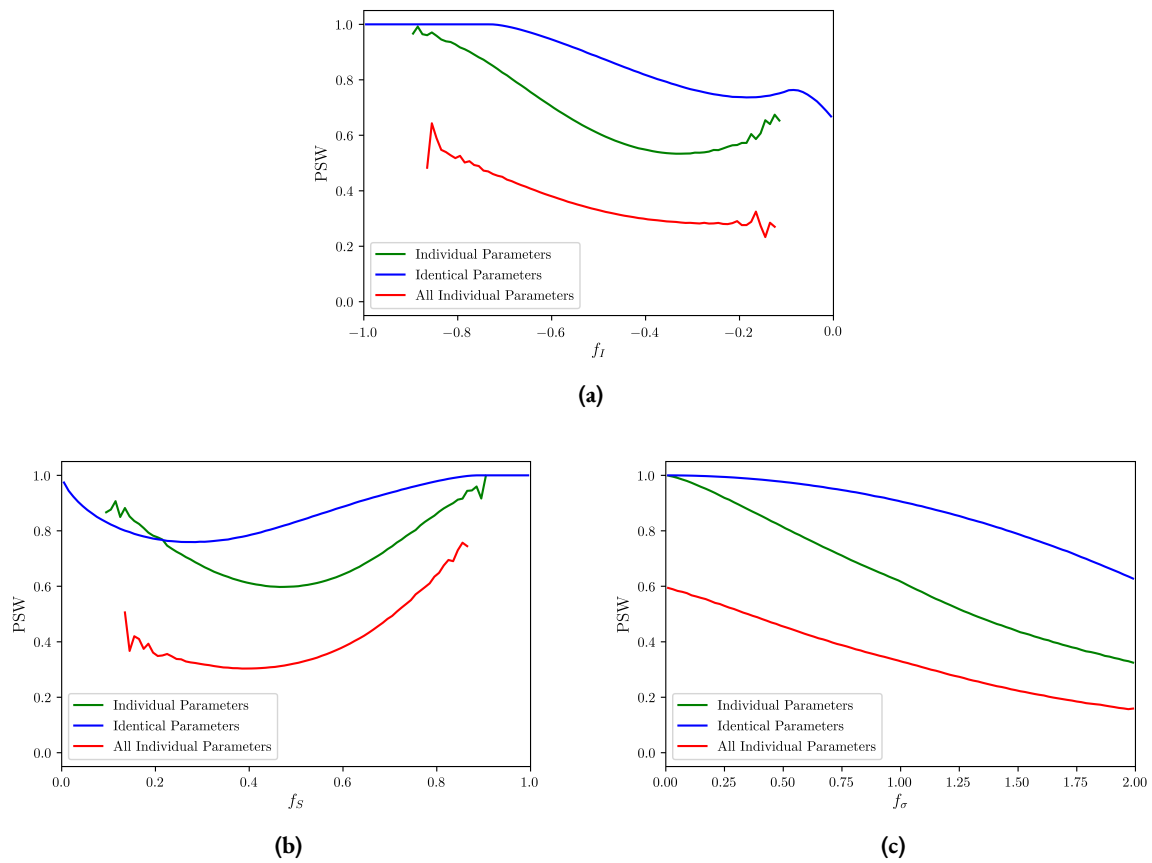 1.0
0.8
0.6
0.4
0.2
0.0
PSW
Individual Parameters
Identical Parameters
All Individual Parameters
−1.0 −0.8 −0.6 −0.4 −0.2 0.0
f_I
(a)
1.0
0.8
0.6
0.4
0.2
0.0
PSW
Individual Parameters
Identical Parameters
All Individual Parameters
0.0 0.2 0.4 0.6 0.8 1.0
f_S
(b)
1.0
0.8
0.6
0.4
0.2
0.0
PSW
Individual Parameters
Identical Parameters
All Individual Parameters
0.00 0.25 0.50 0.75 1.00 1.25 1.50 1.75 2.00
f_σ
(c)